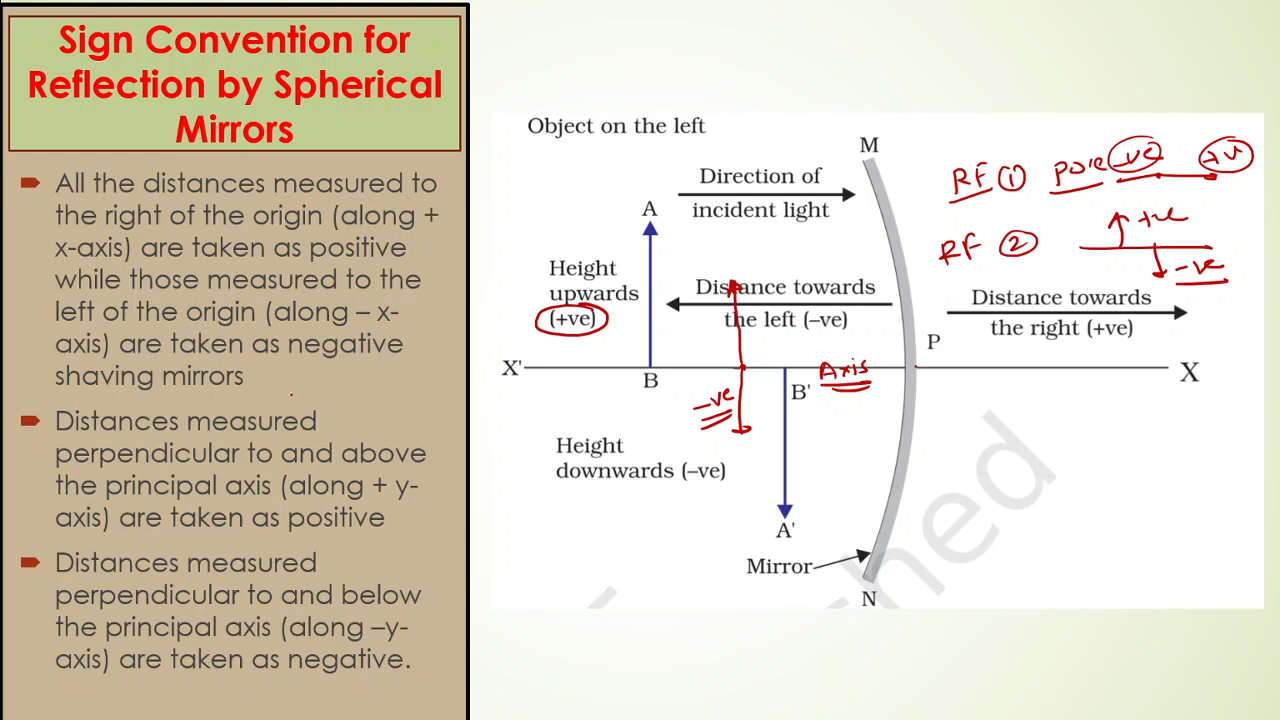 Sign Convention for
Reflection by Spherical
Mirrors
All the distances measured to
the right of the origin (along +
x-axis) are taken as positive
while those measured to the
left of the origin (along – x-
axis) are taken as negative
shaving mirrors
Distances measured
perpendicular to and above
the principal axis (along + y-
axis) are taken as positive
Distances measured
perpendicular to and below
the principal axis (along –y-
axis) are taken as negative.
Object on the left
M
Direction of
incident light
A
Height
upwards
(+ve)
Distance towards
the left (–ve)
Distance towards
the right (+ve)
P
X'
B
B'
Axis
X
-ve
Height
downwards (–ve)
A'
Mirror
N
RF ① pole -ve +ve
RF ② +ve
-ve
shed